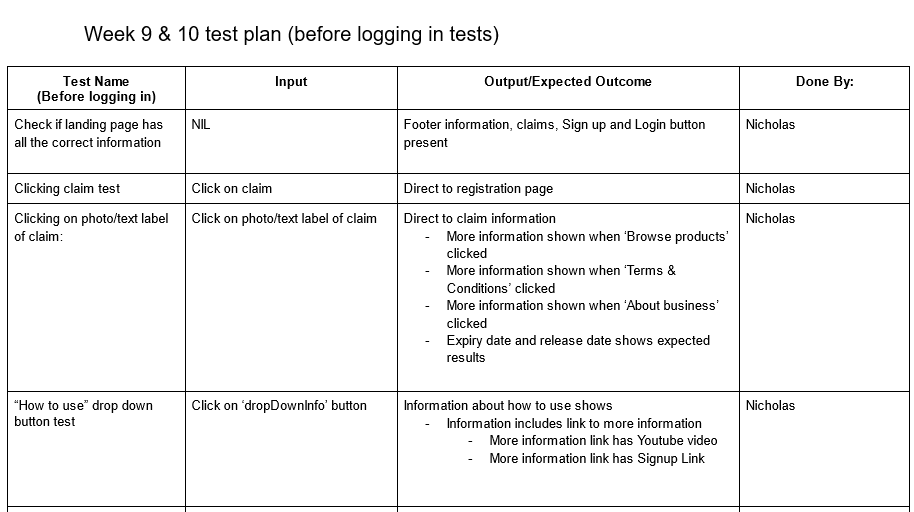 Week 9 & 10 test plan (before logging in tests)
Test Name
(Before logging in)
Input
Output/Expected Outcome
Done By:
Check if landing page has
all the correct information
NIL
Footer information, claims, Sign up and Login button
present
Nicholas
Clicking claim test
Click on claim
Direct to registration page
Nicholas
Clicking on photo/text label
of claim:
Click on photo/text label of claim
Direct to claim information
- More information shown when ‘Browse products’
clicked
- More information shown when ‘Terms &
Conditions’ clicked
- More information shown when ‘About business’
clicked
- Expiry date and release date shows expected
results
Nicholas
“How to use” drop down
button test
Click on ‘dropDownInfo’ button
Information about how to use shows
- Information includes link to more information
- More information link has Youtube video
- More information link has Signup Link
Nicholas